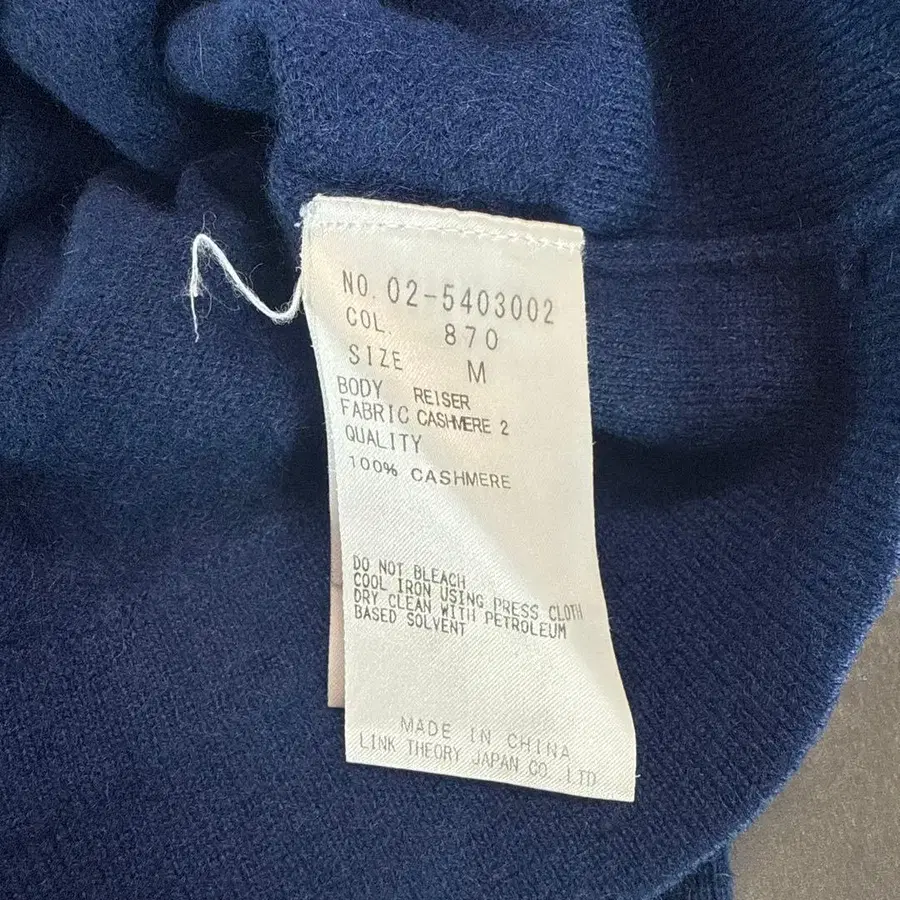 NO. 02-5403002
COL. 870
SIZE M
BODY REISER
FABRIC CASHMERE 2
QUALITY
100% CASHMERE
DO NOT BLEACH
COOL IRON USING PRESS CLOTH
DRY CLEAN WITH PETROLEUM
BASED SOLVENT
MADE IN CHINA
LINK THEORY JAPAN CO. LTD